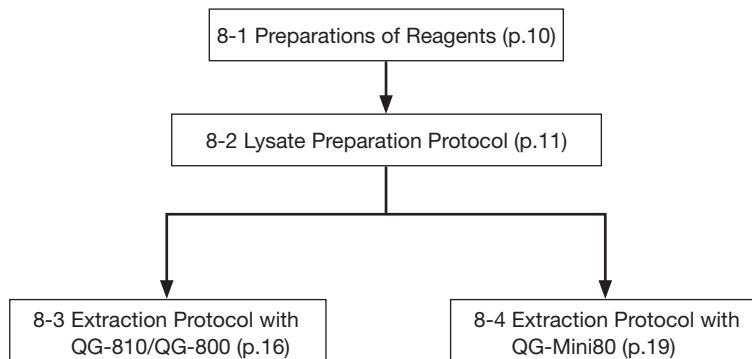 8-1 Preparations of Reagents (p.10)
8-2 Lysate Preparation Protocol (p.11)
8-3 Extraction Protocol with
QG-810/QG-800 (p.16)
8-4 Extraction Protocol with
QG-Mini80 (p.19)